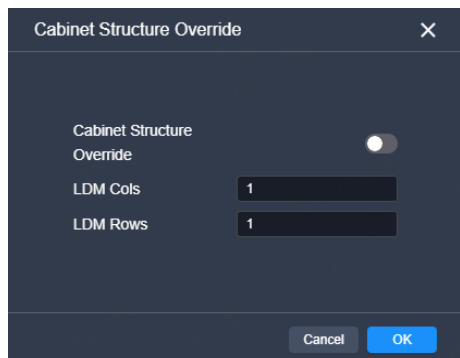 Cabinet Structure Override
Cabinet Structure
Override
LDM Cols 1
LDM Rows 1
Cancel OK